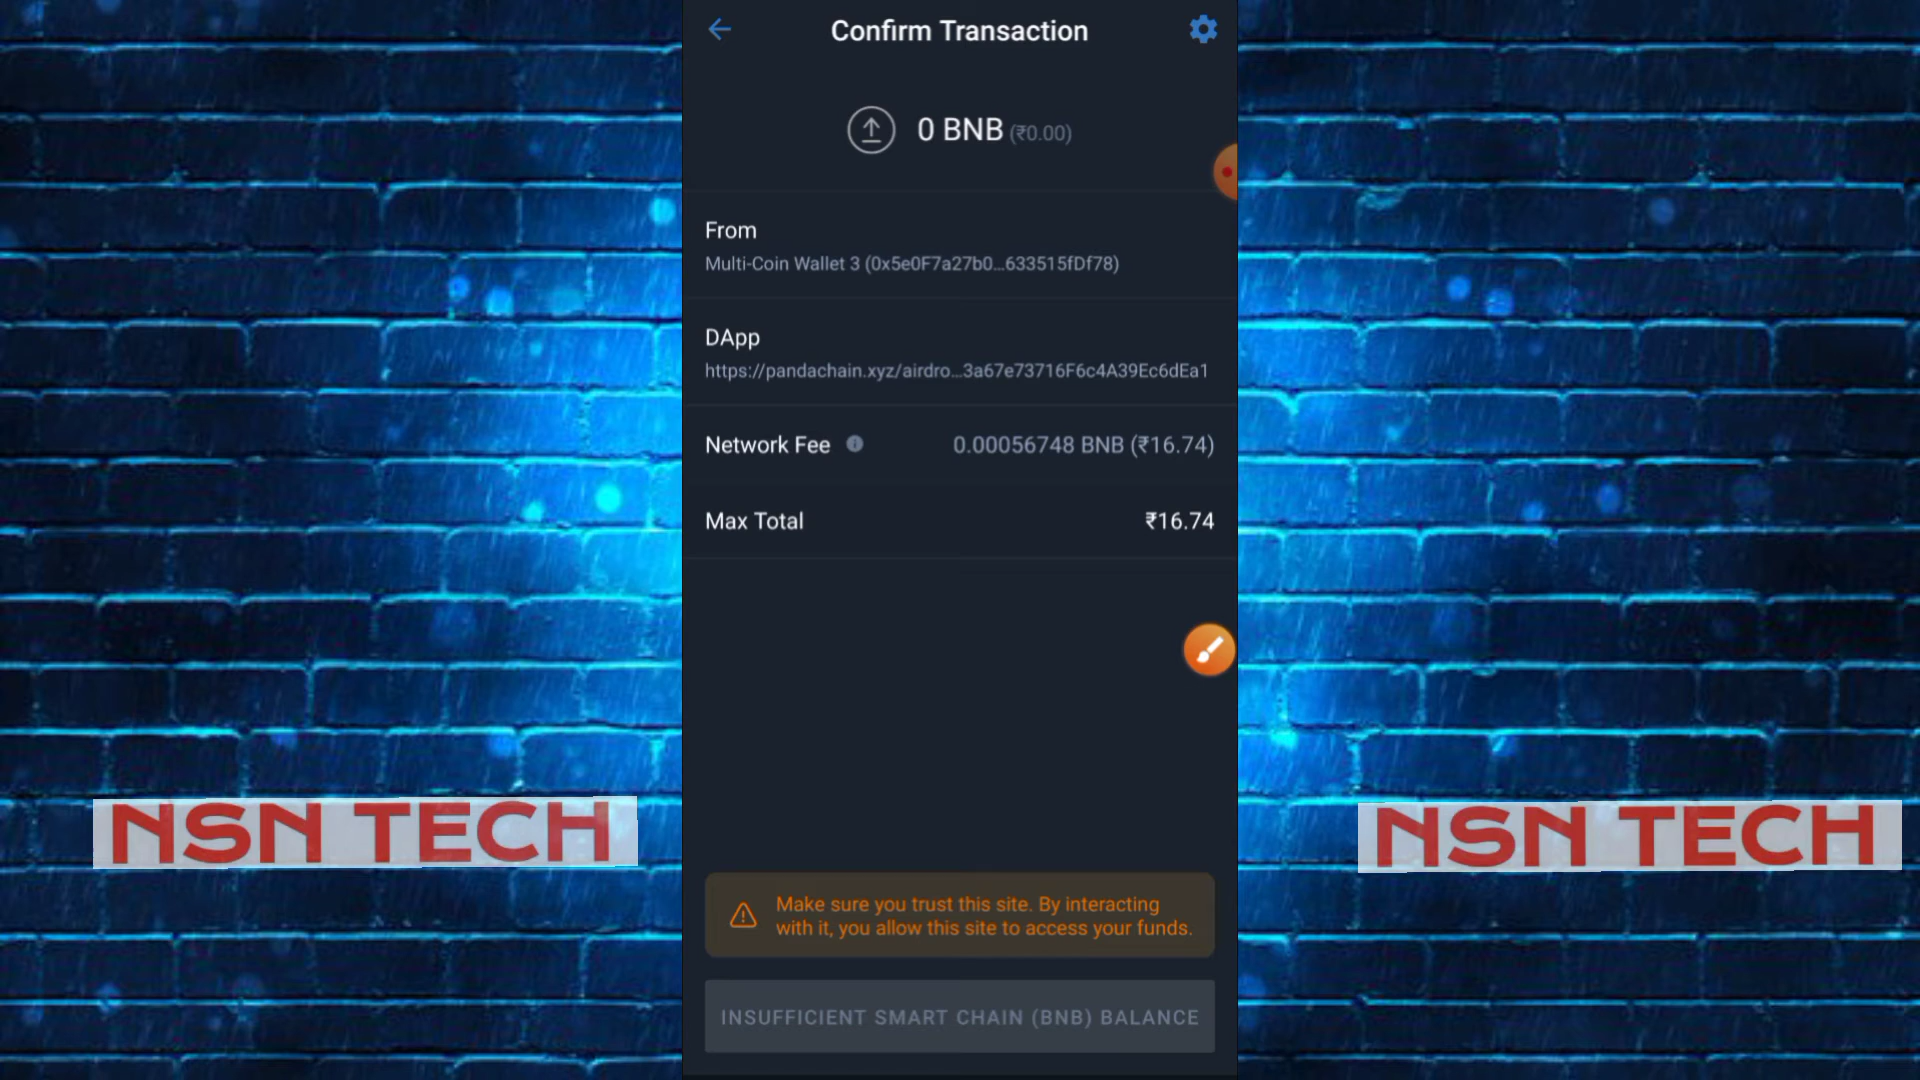 Confirm Transaction
0 BNB (₹0.00)
From
Multi-Coin Wallet 3 (0x5e0F7a27b0...633515fDf78)
DApp
https://pandachain.xyz/airdro...3a67e73716F6c4A39Ec6dEa1
Network Fee 0.00056748 BNB (₹16.74)
Max Total ₹16.74
NSN TECH
NSN TECH
Make sure you trust this site. By interacting
with it, you allow this site to access your funds.
INSUFFICIENT SMART CHAIN (BNB) BALANCE